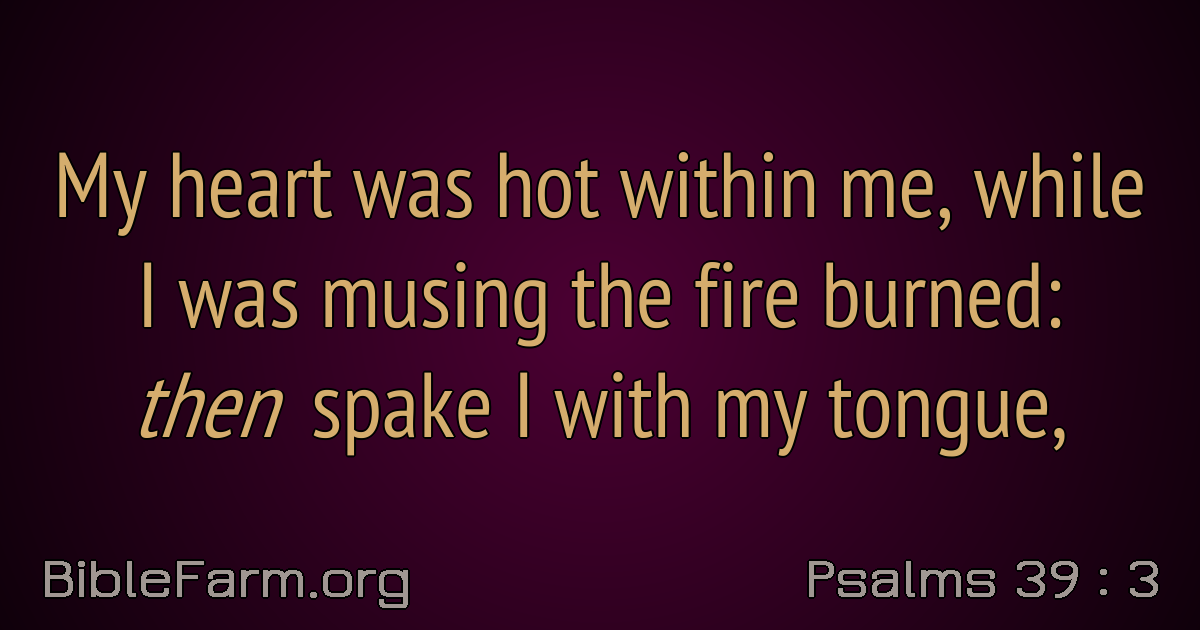 My heart was hot within me, while
I was musing the fire burned:
then spake I with my tongue,
BibleFarm.org
Psalms 39 : 3